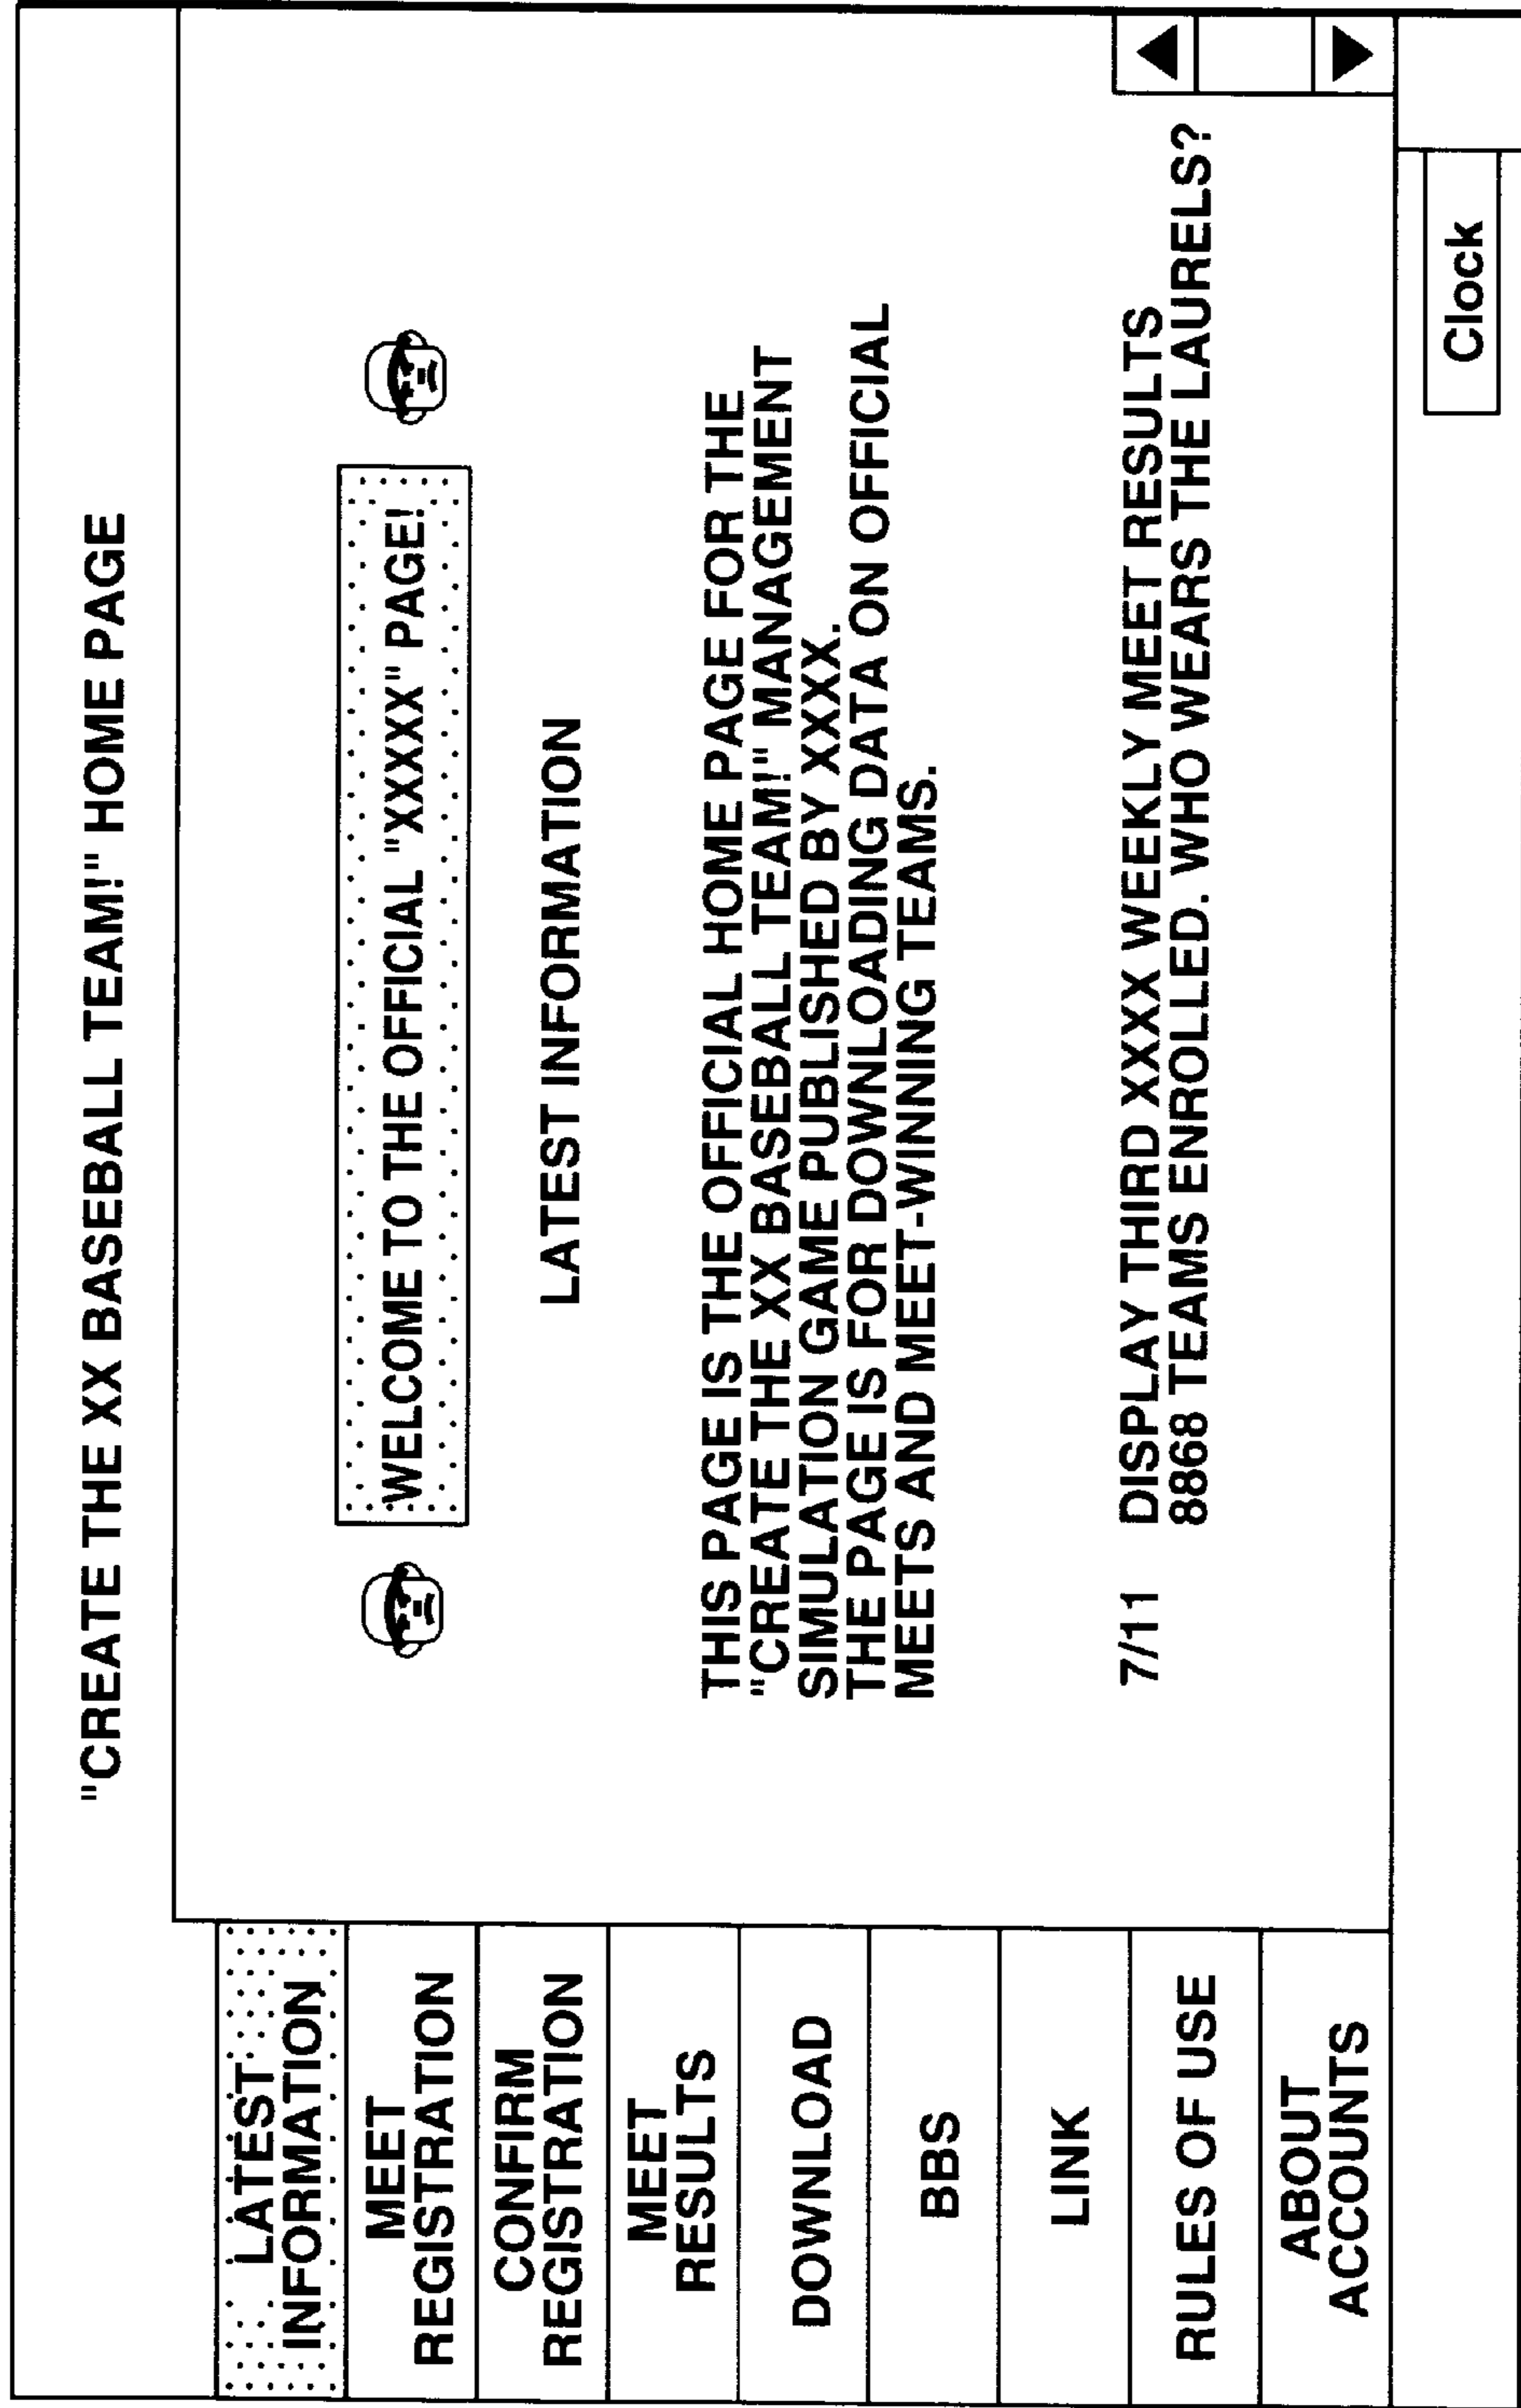 "CREATE THE XX BASEBALL TEAM!" HOME PAGE
LATEST
INFORMATION
MEET
REGISTRATION
CONFIRM
REGISTRATION
MEET
RESULTS
DOWNLOAD
BBS
LINK
RULES OF USE
ABOUT
ACCOUNTS
WELCOME TO THE OFFICIAL "XXXXX" PAGE!
LATEST INFORMATION
THIS PAGE IS THE OFFICIAL HOME PAGE FOR THE
"CREATE THE XX BASEBALL TEAM!" MANAGEMENT
SIMULATION GAME PUBLISHED BY XXXX.
THE PAGE IS FOR DOWNLOADING DATA ON OFFICIAL
MEETS AND MEET-WINNING TEAMS.
7/11 DISPLAY THIRD XXXX WEEKLY MEET RESULTS
8868 TEAMS ENROLLED. WHO WEARS THE LAURELS?
Clock